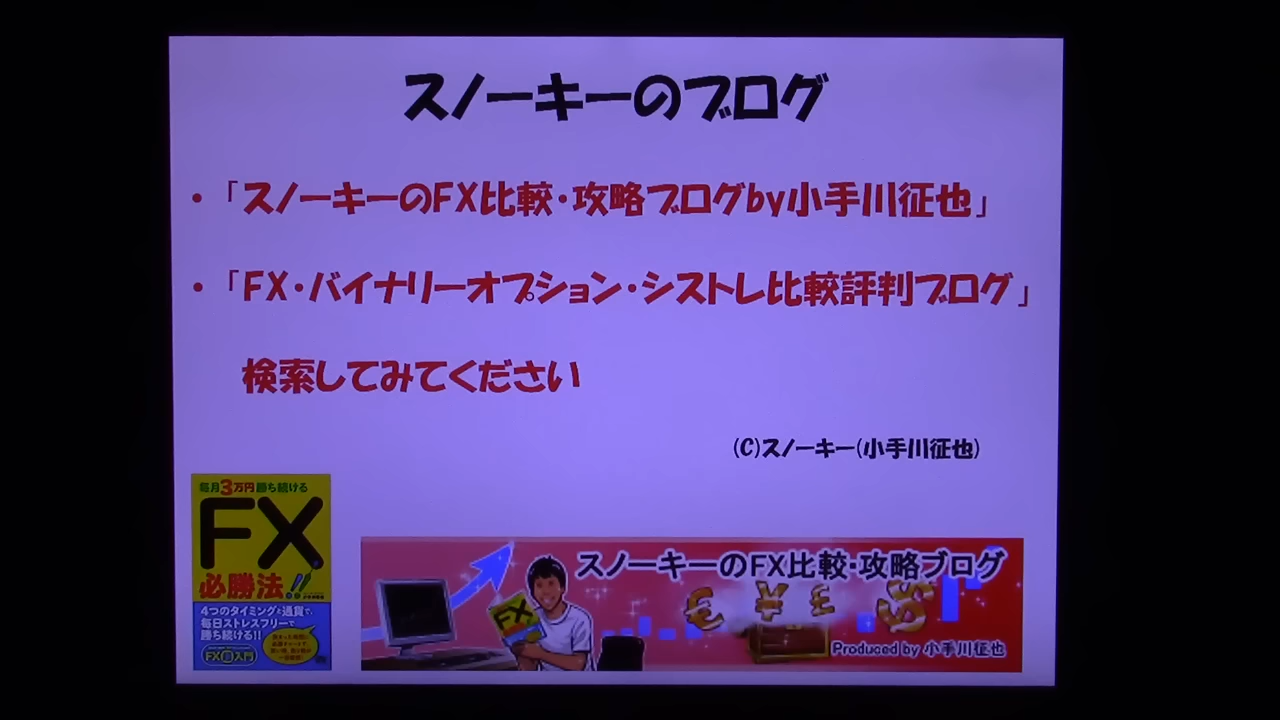 スノーキーのブログ
・「スノーキーのFX比較・攻略ブログby小手川征也」
・「FX・バイナリーオプション・シストレ比較評判ブログ」
検索してみてください
(C)スノーキー(小手川征也)
毎月3万円勝ち続ける
FX
必勝法!!
4つのタイミングと通貨で、
毎日ストレスフリーで
勝ち続ける!!
FX超入門
スノーキーのFX比較・攻略ブログ
FX
Produced by 小手川征也